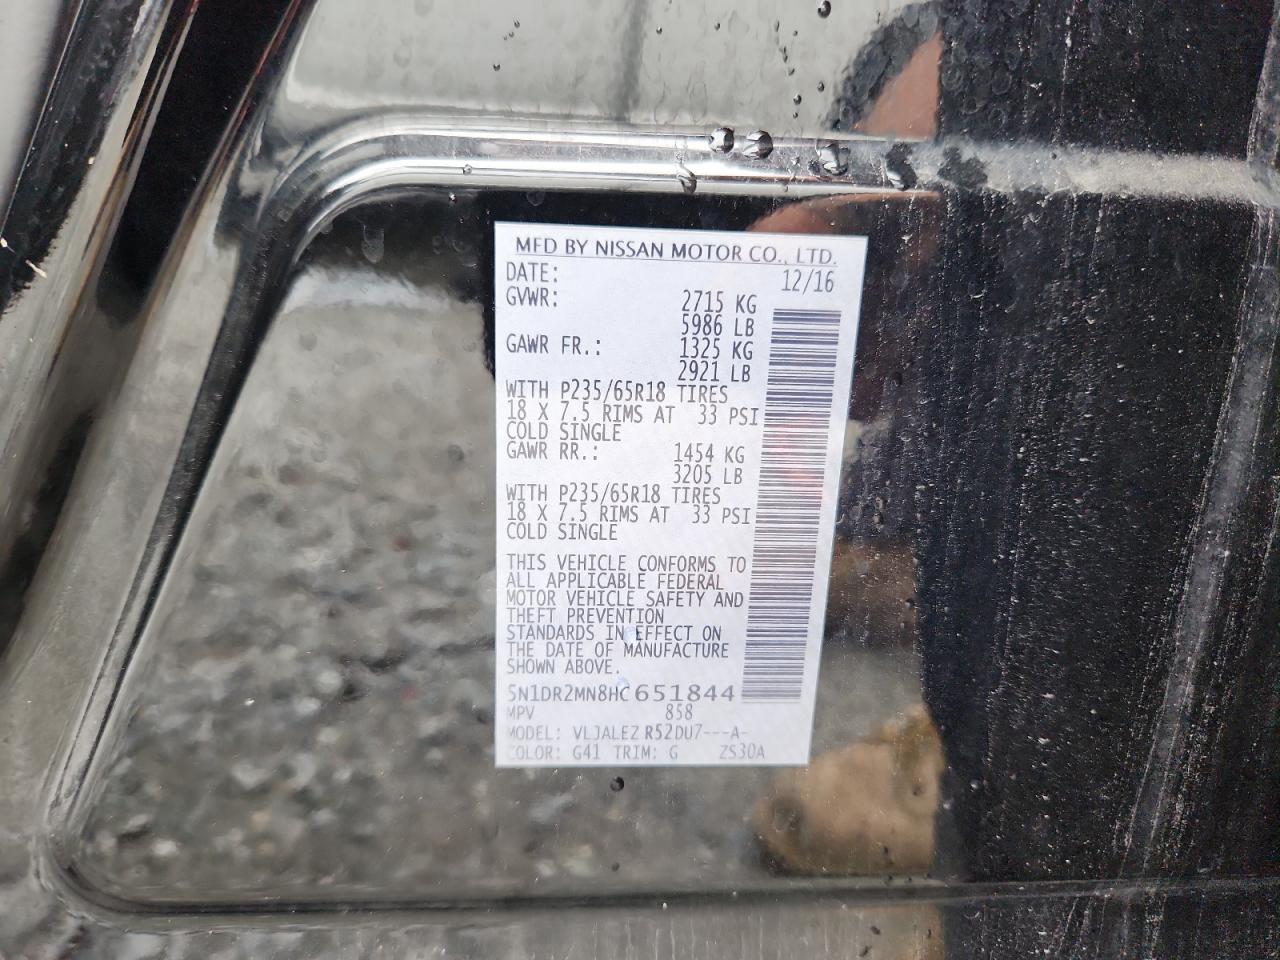 MFD BY NISSAN MOTOR CO., LTD.
DATE: 12/16
GVWR: 2715 KG
5986 LB
GAWR FR.: 1325 KG
2921 LB
WITH P235/65R18 TIRES
18 X 7.5 RIMS AT 33 PSI
COLD SINGLE
GAWR RR.: 1454 KG
3205 LB
WITH P235/65R18 TIRES
18 X 7.5 RIMS AT 33 PSI
COLD SINGLE
THIS VEHICLE CONFORMS TO
ALL APPLICABLE FEDERAL
MOTOR VEHICLE SAFETY AND
THEFT PREVENTION
STANDARDS IN EFFECT ON
THE DATE OF MANUFACTURE
SHOWN ABOVE.
5N1DR2MN8HC651844
MPV 858
MODEL: VLJALEZ R52DU7---A-
COLOR: G41 TRIM: G ZS30A